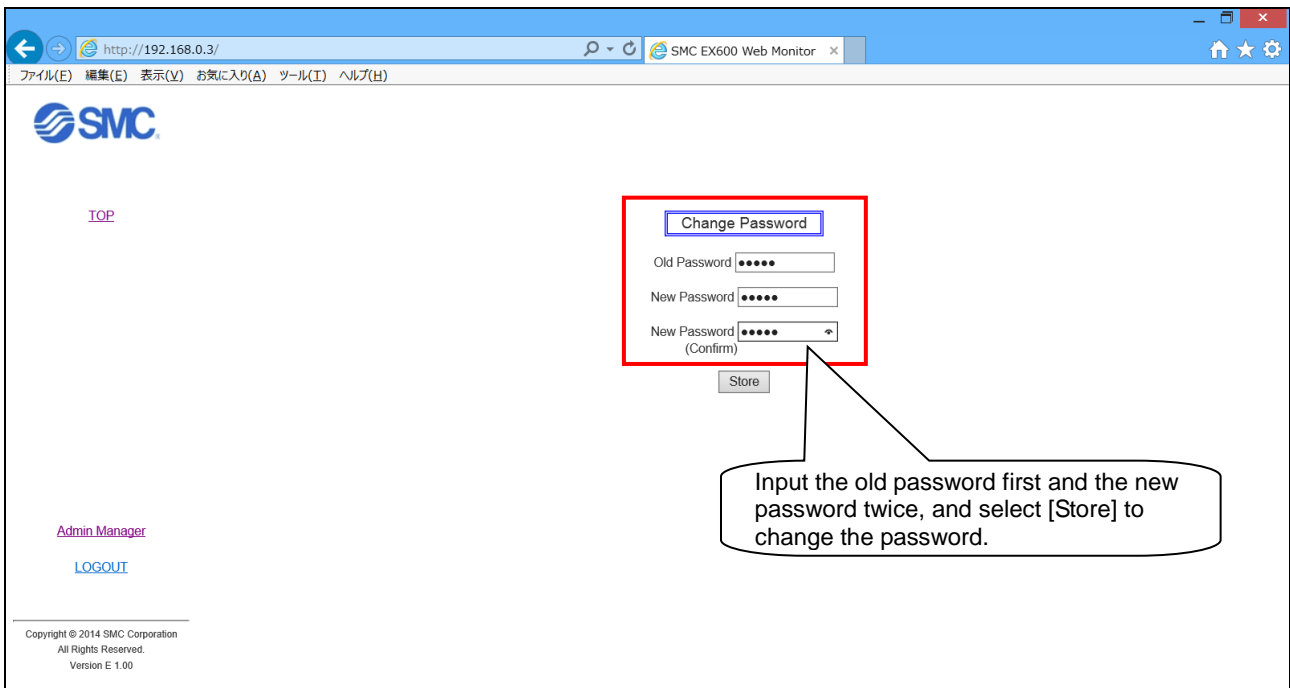 http://192.168.0.3/
SMC EX600 Web Monitor
ファイル(F) 編集(E) 表示(V) お気に入り(A) ツール(T) ヘルプ(H)
SMC
TOP
Change Password
Old Password ●●●●●
New Password ●●●●●
New Password ●●●●●
(Confirm)
Store
Input the old password first and the new
password twice, and select [Store] to
change the password.
Admin Manager
LOGOUT
Copyright © 2014 SMC Corporation
All Rights Reserved.
Version E 1.00